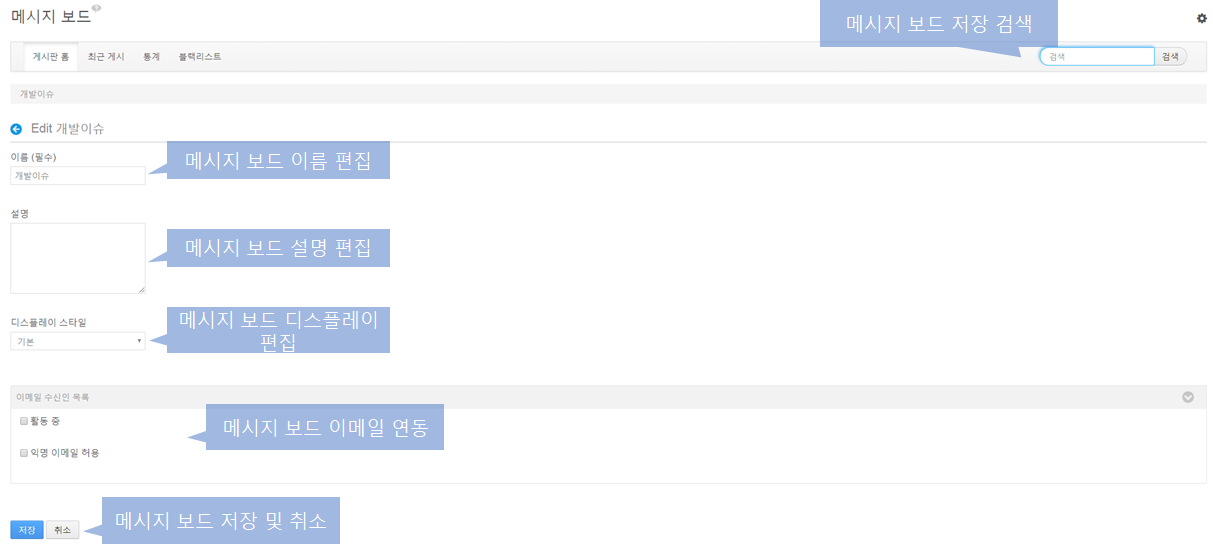 메시지 보드
메시지 보드 저장 검색
게시판 홈 최근 게시 통계 블랙리스트
검색 검색
개발이슈
Edit 개발이슈
이름 (필수)
메시지 보드 이름 편집
개발이슈
설명
메시지 보드 설명 편집
디스플레이 스타일
메시지 보드 디스플레이
편집
기본
이메일 수신인 목록
활동 중
메시지 보드 이메일 연동
익명 이메일 허용
저장 취소
메시지 보드 저장 및 취소